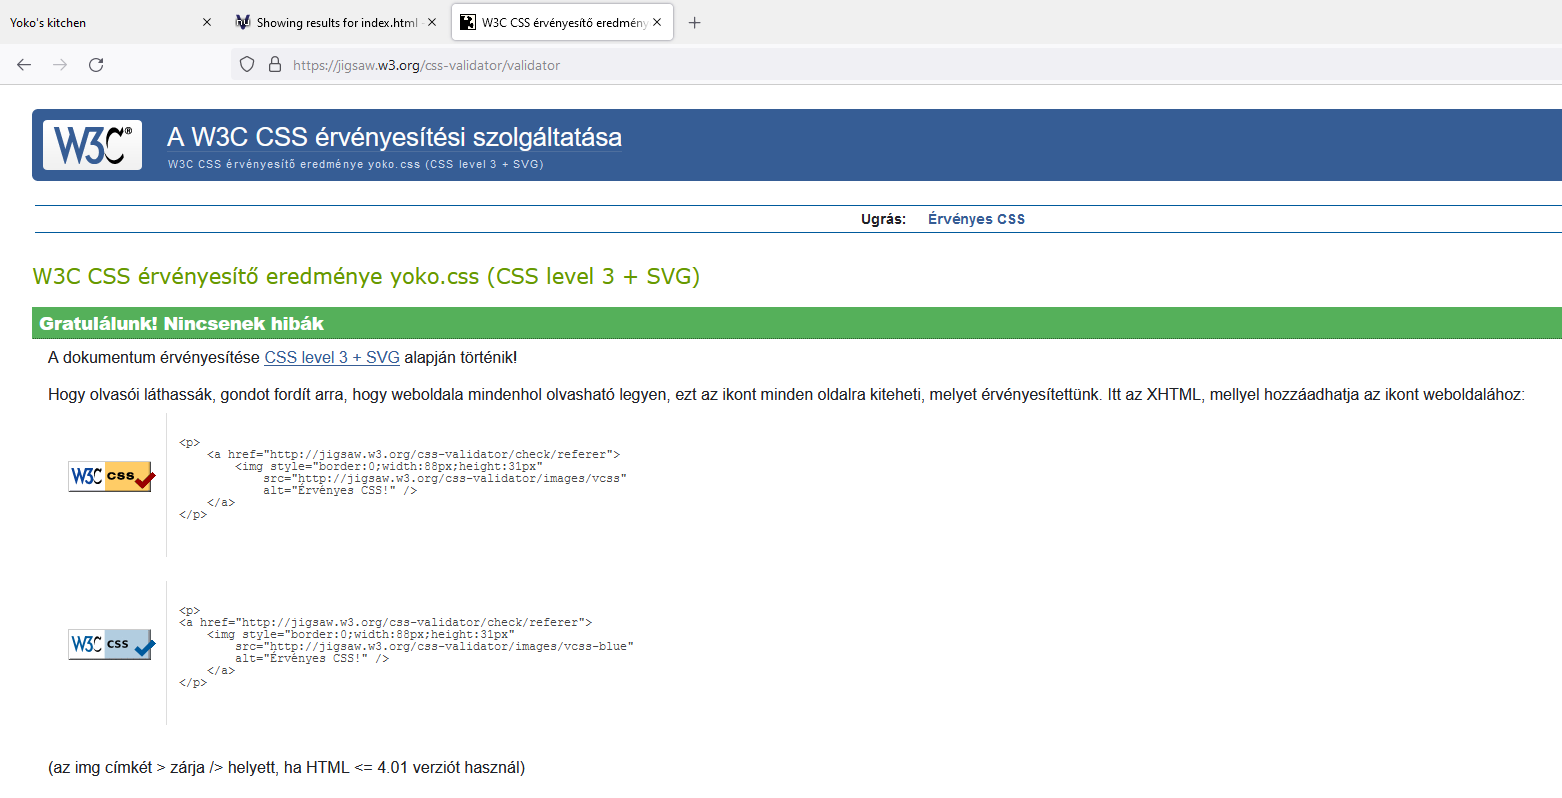 Yoko's kitchen
Showing results for index.html -
W3C CSS érvényesítő eredmény
https://jigsaw.w3.org/css-validator/validator
W3C®
A W3C CSS érvényesítési szolgáltatása
W3C CSS érvényesítő eredménye yoko.css (CSS level 3 + SVG)
Ugrás: Érvényes CSS
W3C CSS érvényesítő eredménye yoko.css (CSS level 3 + SVG)
Gratulálunk! Nincsenek hibák
A dokumentum érvényesítése CSS level 3 + SVG alapján történik!
Hogy olvasói láthassák, gondot fordít arra, hogy weboldala mindenhol olvasható legyen, ezt az ikont minden oldalra kiteheti, melyet érvényesítettünk. Itt az XHTML, mellyel hozzáadhatja az ikont weboldalához:
W3C css
<p>
<a href="http://jigsaw.w3.org/css-validator/check/referer">
<img style="border:0;width:88px;height:31px"
src="http://jigsaw.w3.org/css-validator/images/vcss"
alt="Érvényes CSS!" />
</a>
</p>
W3C css
<p>
<a href="http://jigsaw.w3.org/css-validator/check/referer">
<img style="border:0;width:88px;height:31px"
src="http://jigsaw.w3.org/css-validator/images/vcss-blue"
alt="Érvényes CSS!" />
</a>
</p>
(az img címkét > zárja /> helyett, ha HTML <= 4.01 verziót használ)